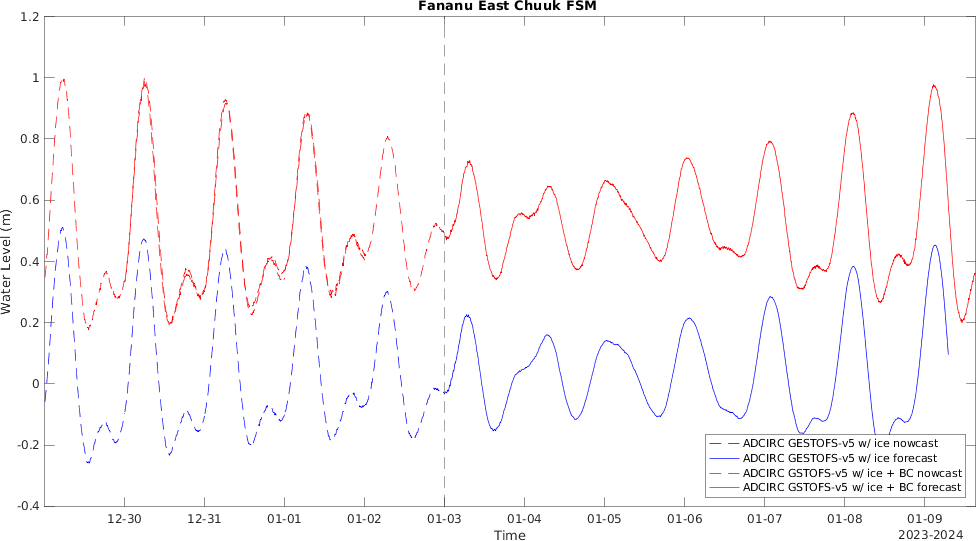 Fananu East Chuuk FSM
1.2
1
0.8
0.6
0.4
0.2
0
-0.2
-0.4
Water Level (m)
ADCIRC GESTOFS-v5 w/ ice nowcast
ADCIRC GESTOFS-v5 w/ ice forecast
ADCIRC GSTOFS-v5 w/ ice + BC nowcast
ADCIRC GSTOFS-v5 w/ ice + BC forecast
12-30 12-31 01-01 01-02 01-03 01-04 01-05 01-06 01-07 01-08 01-09
Time
2023-2024